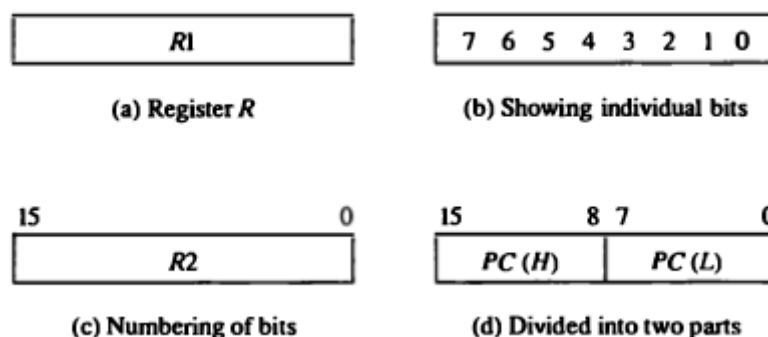 R1
7 6 5 4 3 2 1 0
(a) Register R
(b) Showing individual bits
15 0
15 8 7 0
R2
PC (H) PC (L)
(c) Numbering of bits
(d) Divided into two parts